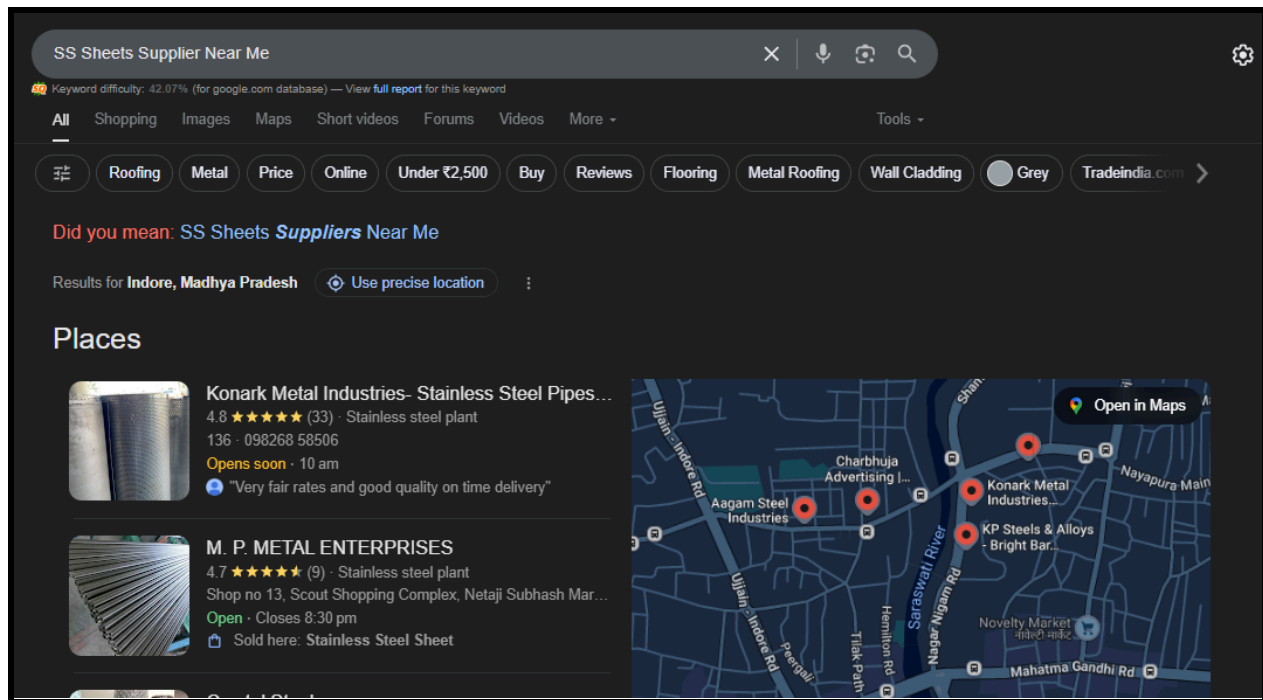 SS Sheets Supplier Near Me
SQ Keyword difficulty: 42.07% (for google.com database) — View full report for this keyword
All Shopping Images Maps Short videos Forums Videos More Tools
Roofing Metal Price Online Under ₹2,500 Buy Reviews Flooring Metal Roofing Wall Cladding Grey Tradeindia.com
Did you mean: SS Sheets Suppliers Near Me
Results for Indore, Madhya Pradesh Use precise location
Places
Konark Metal Industries- Stainless Steel Pipes...
4.8 (33) · Stainless steel plant
136 · 098268 58506
Opens soon · 10 am
"Very fair rates and good quality on time delivery"
M. P. METAL ENTERPRISES
4.7 (9) · Stainless steel plant
Shop no 13, Scout Shopping Complex, Netaji Subhash Mar...
Open · Closes 8:30 pm
Sold here: Stainless Steel Sheet
Open in Maps
Ujjain - Indore Rd
Charbhuja
Advertising |...
Aagam Steel
Industries
Konark Metal
Industries...
Nayapura Main
KP Steels & Alloys
- Bright Bar...
Saraswati River
Nagar Nigam Rd
Ujjain - Indore Rd
Peergali
Tilak Path
Hemilton Rd
Novelty Market
नॉवेल्टी मार्केट
Mahatma Gandhi Rd